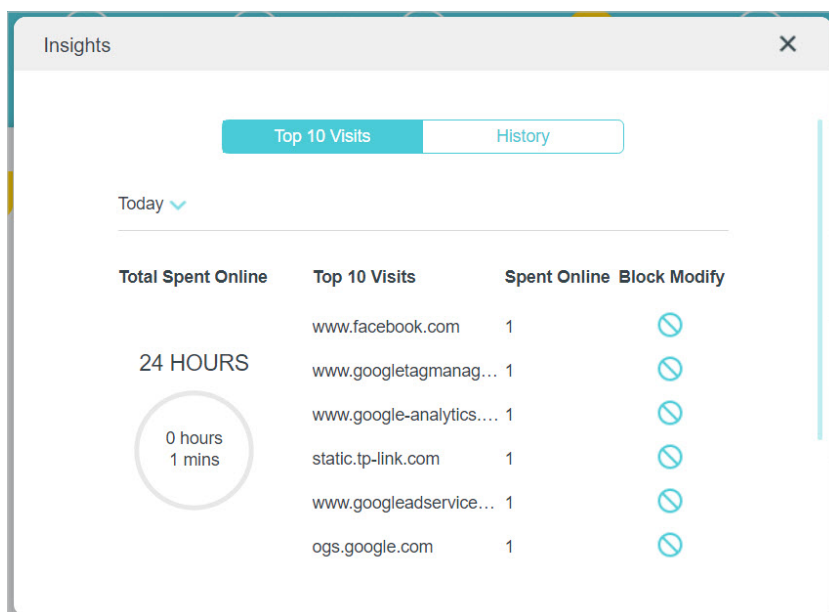 Insights
Top 10 Visits History
Today
Total Spent Online Top 10 Visits Spent Online Block Modify
www.facebook.com 1
24 HOURS
www.googletagmanag... 1
www.google-analytics.... 1
0 hours
1 mins
static.tp-link.com 1
www.googleadservice... 1
ogs.google.com 1